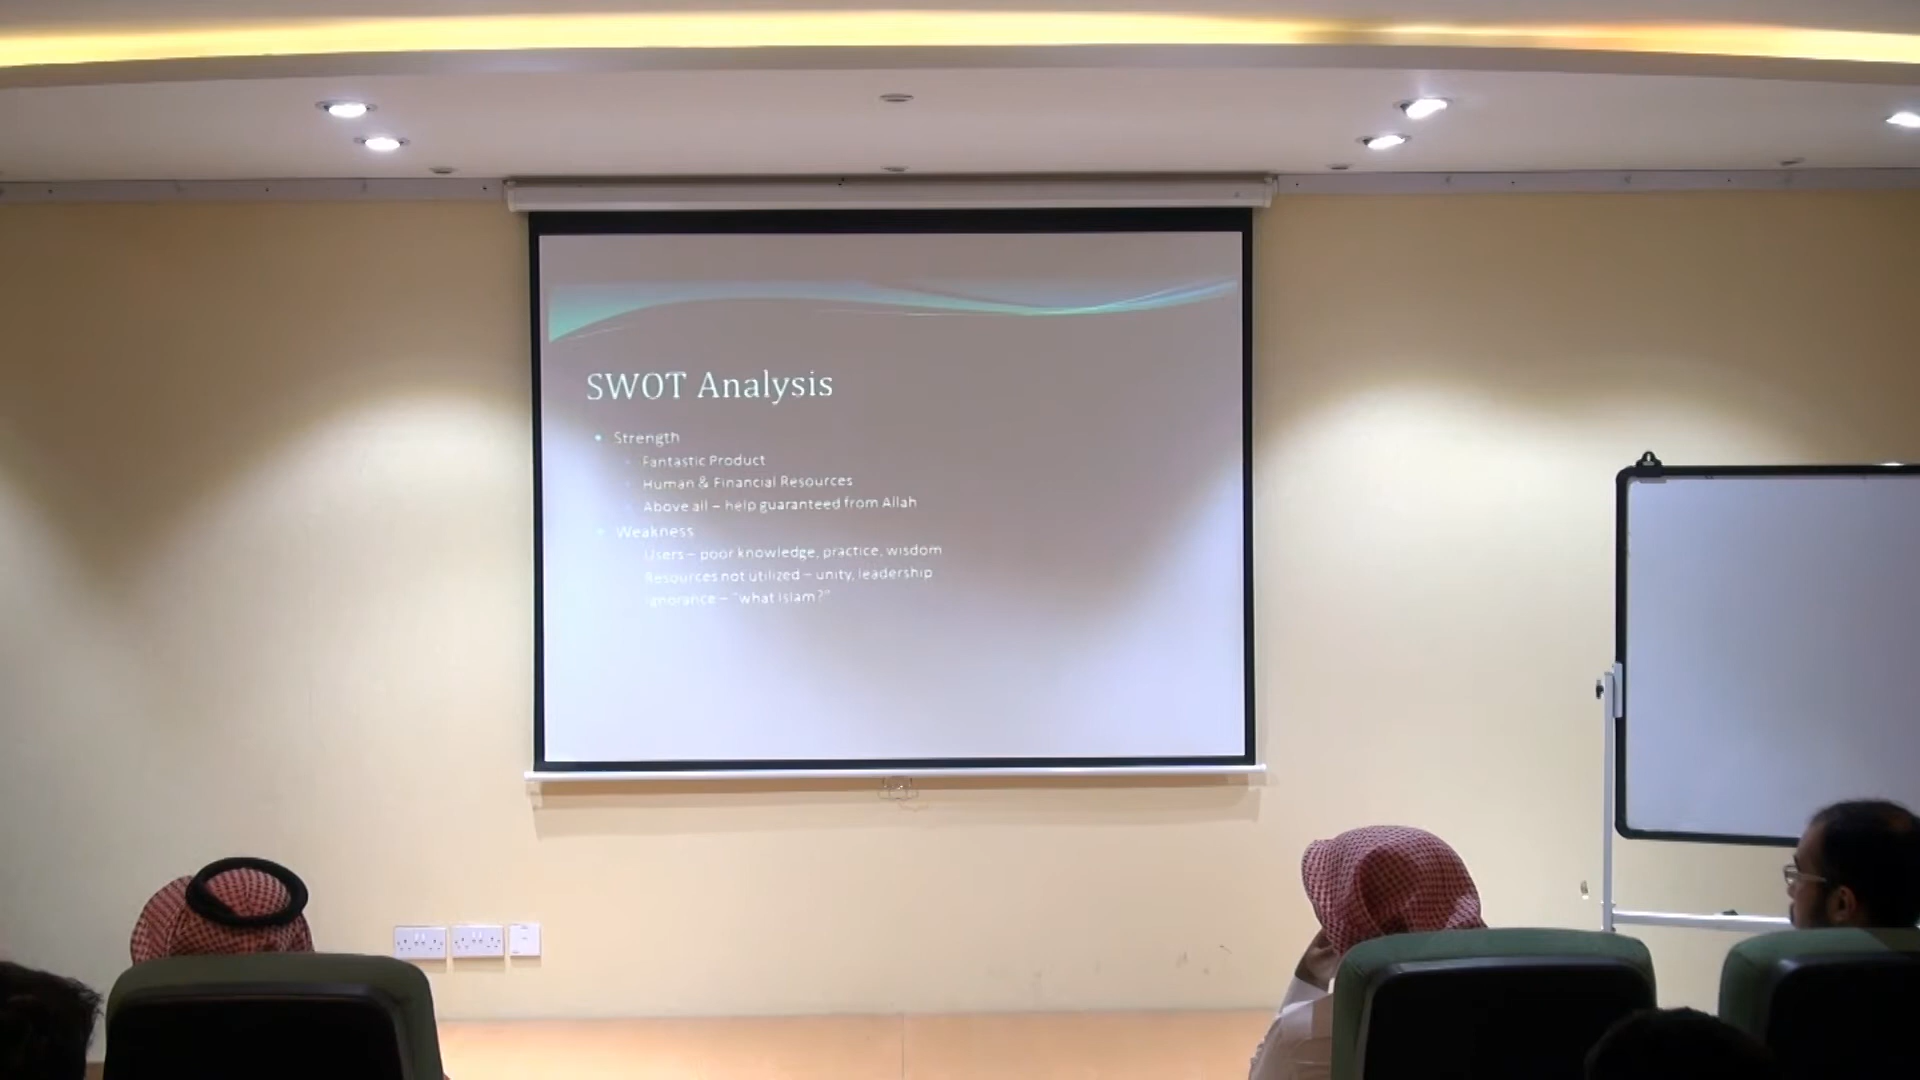 SWOT Analysis
• Strength
Fantastic Product
Human & Financial Resources
Above all – help guaranteed from Allah
• Weakness
Users – poor knowledge, practice, wisdom
Resources not utilized – unity, leadership
Ignorance – "what Islam?"